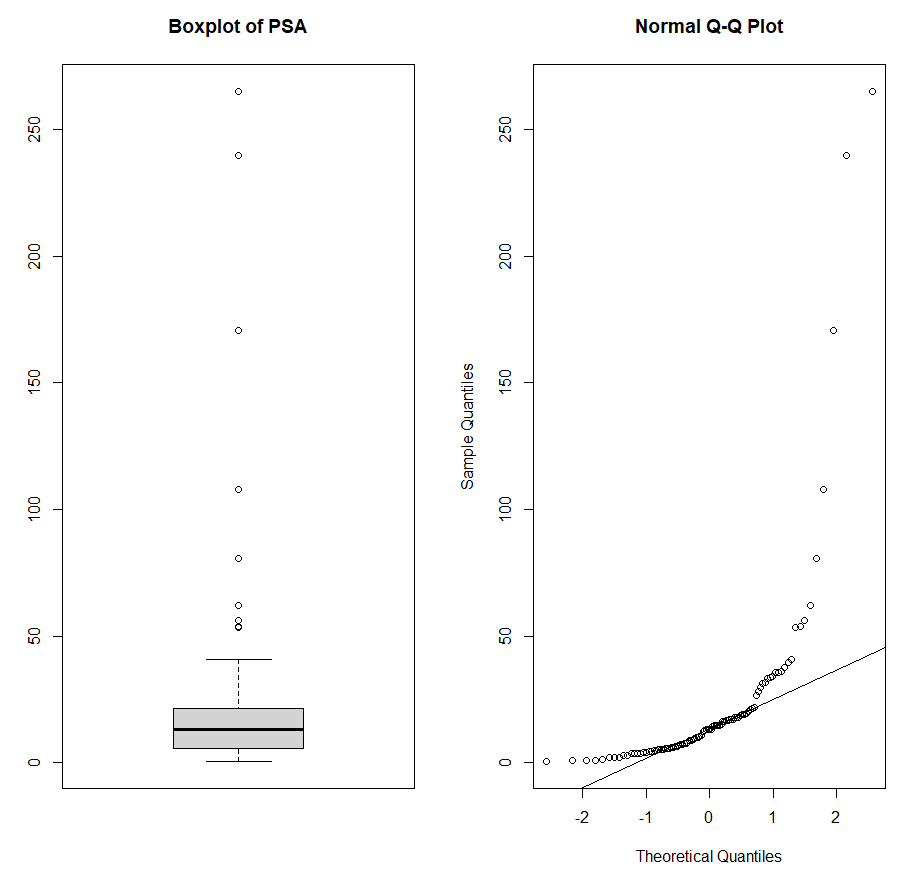 Boxplot of PSA
250
200
150
100
50
0
Normal Q-Q Plot
Sample Quantiles
250
200
150
100
50
0
-2 -1 0 1 2
Theoretical Quantiles